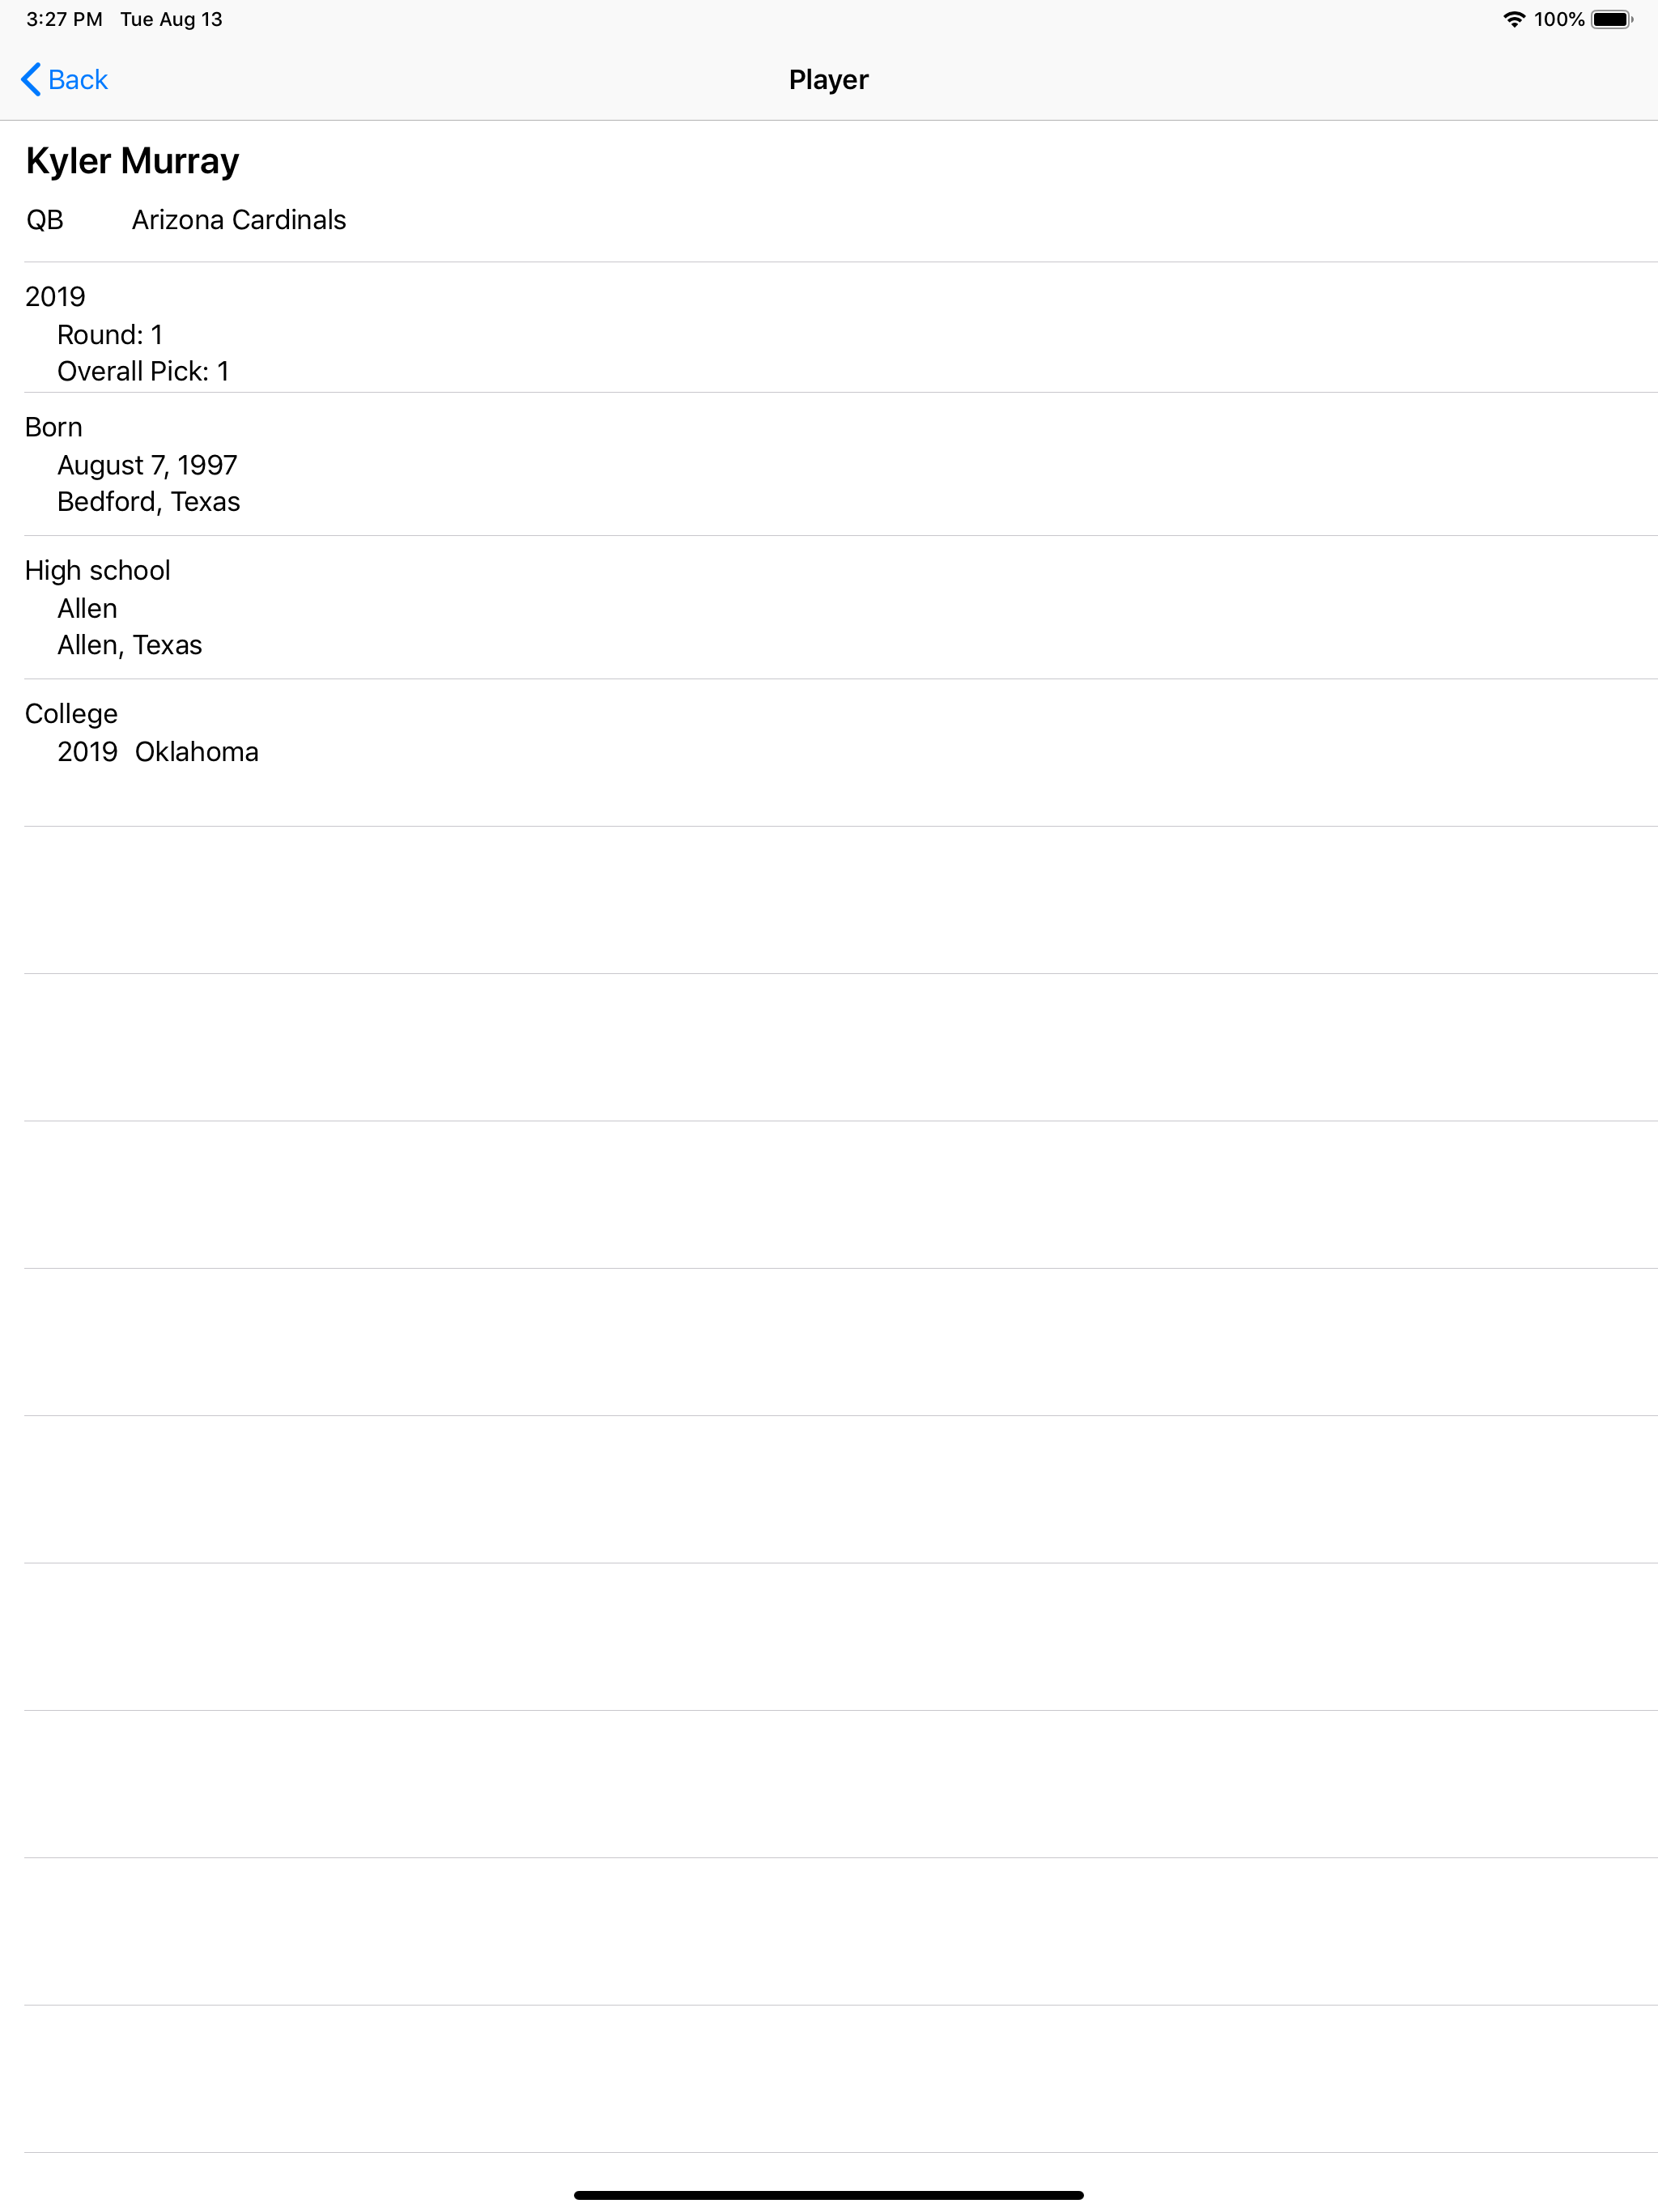 3:27 PM Tue Aug 13 100%
Back Player
Kyler Murray
QB Arizona Cardinals
2019
Round: 1
Overall Pick: 1
Born
August 7, 1997
Bedford, Texas
High school
Allen
Allen, Texas
College
2019 Oklahoma